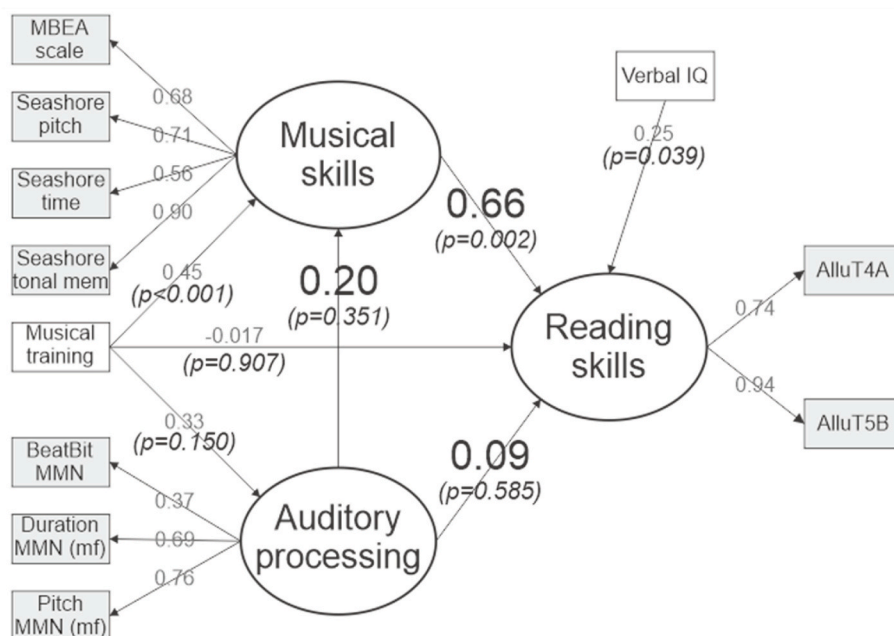 MBEA
scale
Seashore
pitch
Seashore
time
Seashore
tonal mem
Musical
training
BeatBit
MMN
Duration
MMN (mf)
Pitch
MMN (mf)
0.68
0.71
0.56
0.90
0.45
(p<0.001)
-0.017
(p=0.907)
0.33
(p=0.150)
0.37
0.69
0.76
Musical
skills
0.20
(p=0.351)
Auditory
processing
0.66
(p=0.002)
0.09
(p=0.585)
Verbal IQ
0.25
(p=0.039)
Reading
skills
0.74
0.94
AlluT4A
AlluT5B